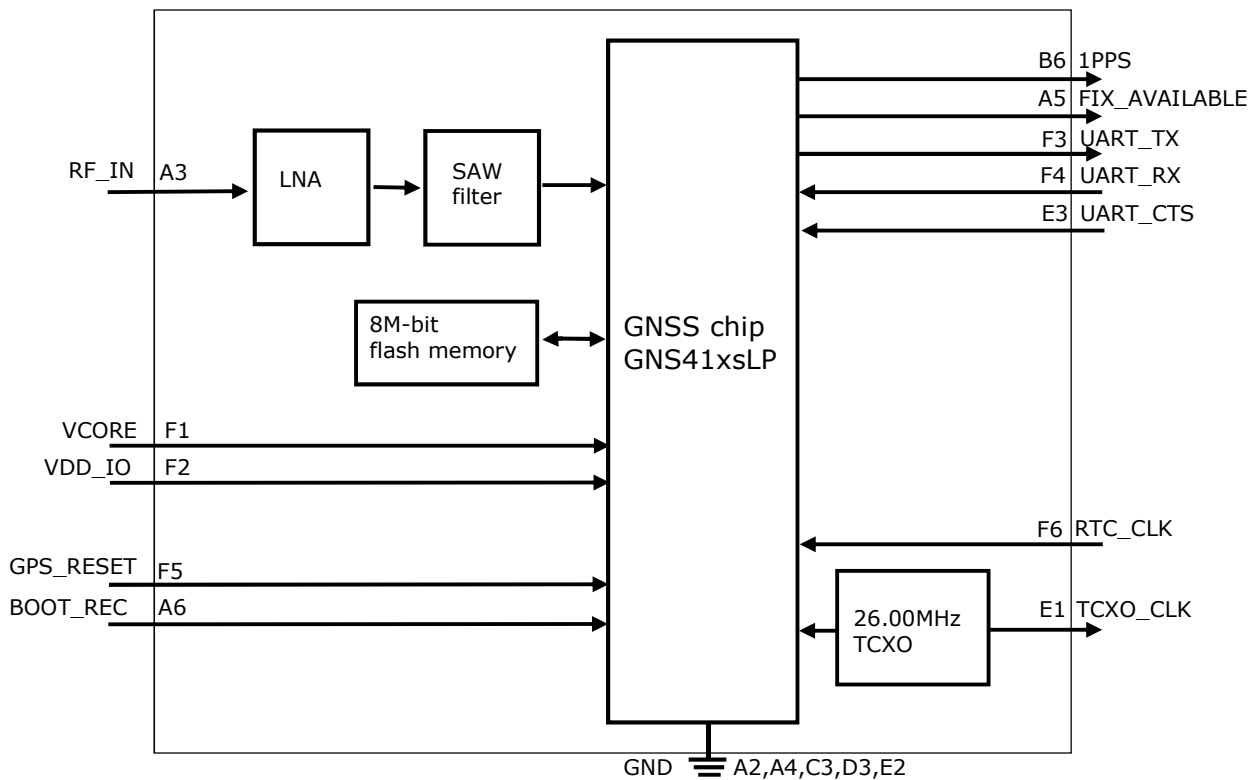 B6 1PPS
A5 FIX_AVAILABLE
F3 UART_TX
F4 UART_RX
E3 UART_CTS
RF_IN A3
LNA
SAW
filter
8M-bit
flash memory
GNSS chip
GNS41xsLP
VCORE F1
VDD_IO F2
GPS_RESET F5
BOOT_REC A6
F6 RTC_CLK
26.00MHz
TCXO
E1 TCXO_CLK
GND A2,A4,C3,D3,E2